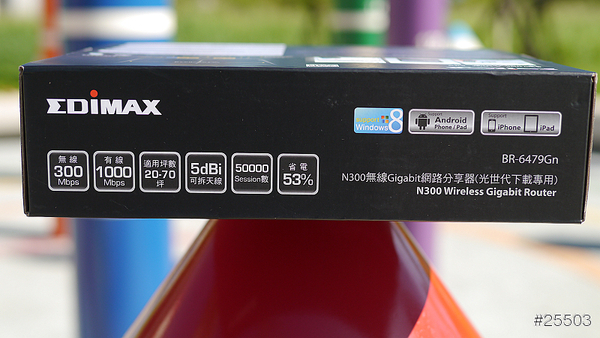 EDIMAX
support
Windows 8
support
Android
Phone / Pad
support
iPhone
iPad
BR-6479Gn
無線
300
Mbps
有線
1000
Mbps
適用坪數
20-70
坪
5dBi
可拆天線
50000
Session數
省電
53%
N300無線Gigabit網路分享器(光世代下載專用)
N300 Wireless Gigabit Router
#25503